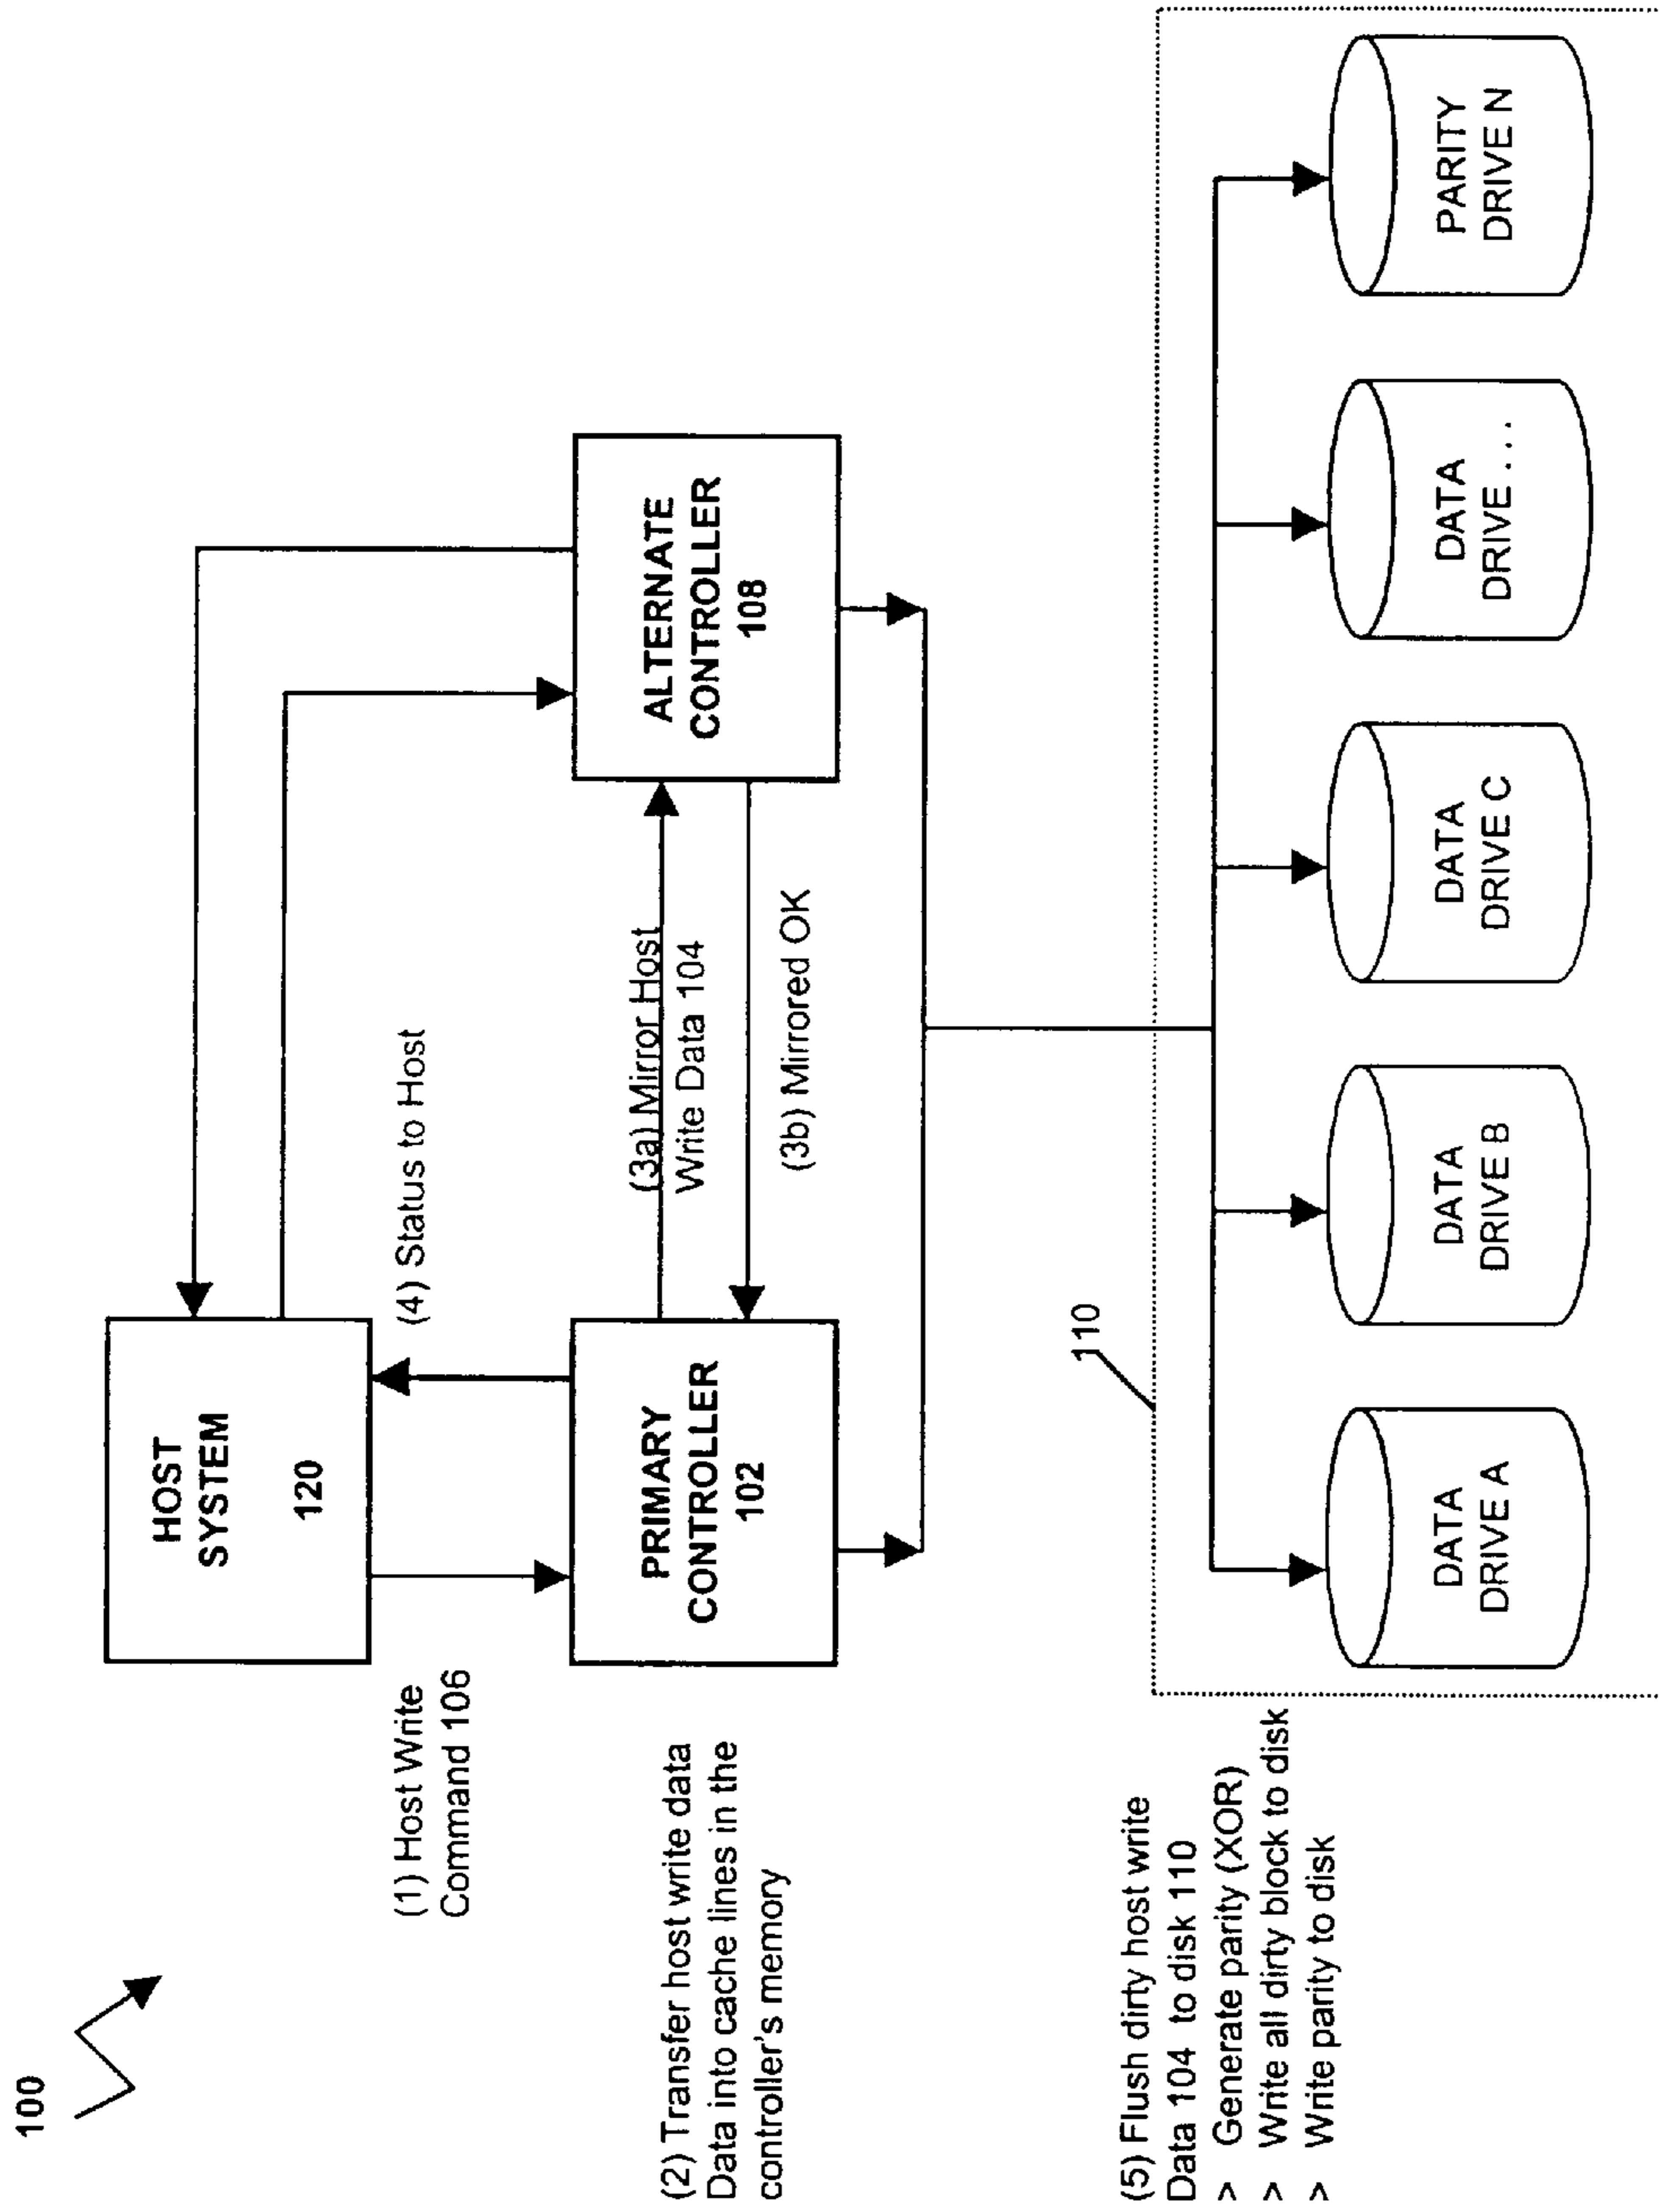 100
HOST
SYSTEM
120
(1) Host Write
Command 106
(4) Status to Host
(2) Transfer host write data
Data into cache lines in the
controller's memory
PRIMARY
CONTROLLER
102
(3a) Mirror Host
Write Data 104
(3b) Mirrored OK
ALTERNATE
CONTROLLER
108
(5) Flush dirty host write
Data 104 to disk 110
> Generate parity (XOR)
> Write all dirty block to disk
> Write parity to disk
110
DATA
DRIVE A
DATA
DRIVE B
DATA
DRIVE C
DATA
DRIVE . . .
PARITY
DRIVE N